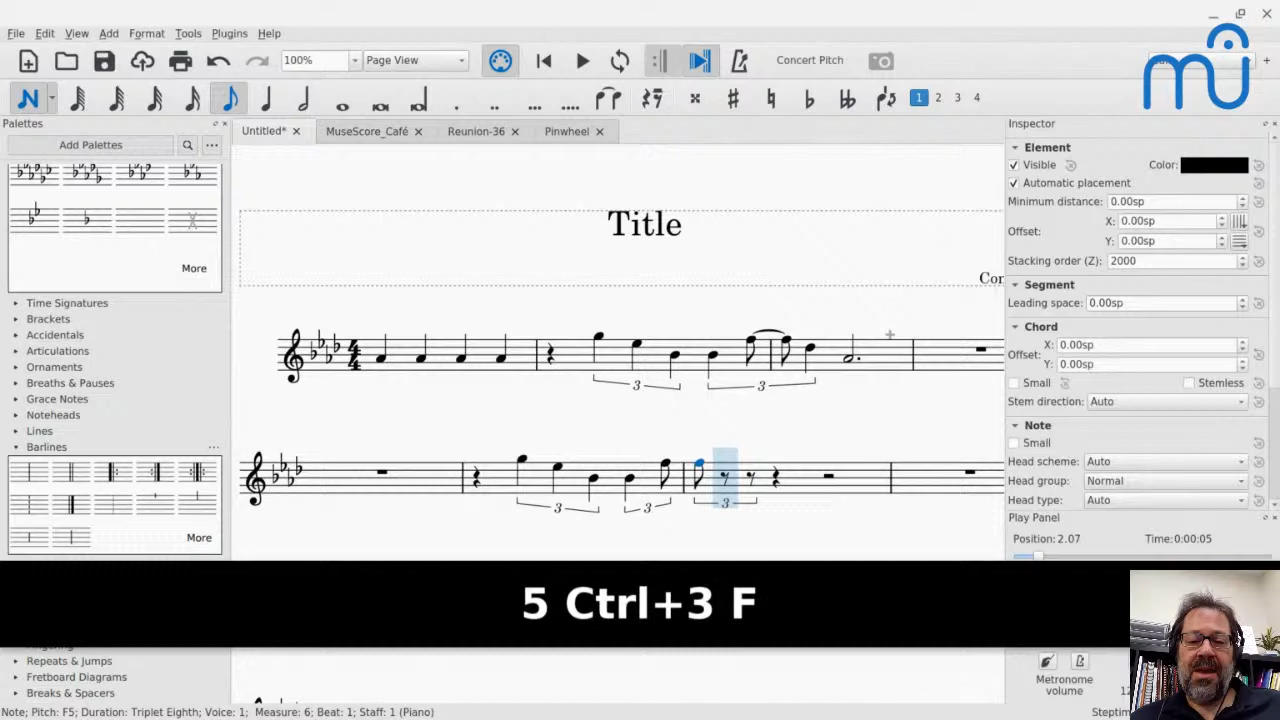 File Edit View Add Format Tools Plugins Help
100% Page View Concert Pitch
1 2 3 4
Palettes
Untitled* MuseScore_Café Reunion-36 Pinwheel
Inspector
Add Palettes
Element
Visible Color:
Automatic placement
Minimum distance: 0.00sp
Offset: X: 0.00sp
Y: 0.00sp
Stacking order (Z): 2000
More
Title
Segment
Leading space: 0.00sp
Time Signatures
Brackets
Accidentals
Articulations
Ornaments
Breaths & Pauses
Grace Notes
Noteheads
Lines
Barlines
More
Chord
Offset: X: 0.00sp
Y: 0.00sp
Small Stemless
Stem direction: Auto
3 3
Note
Small
Head scheme: Auto
Head group: Normal
Head type: Auto
3 3 3
Play Panel
Position: 2.07 Time:0:00:05
5 Ctrl+3 F
Repeats & Jumps
Fretboard Diagrams
Breaks & Spacers
Metronome
volume
Note; Pitch: F5; Duration: Triplet Eighth; Voice: 1; Measure: 6; Beat: 1; Staff: 1 (Piano)